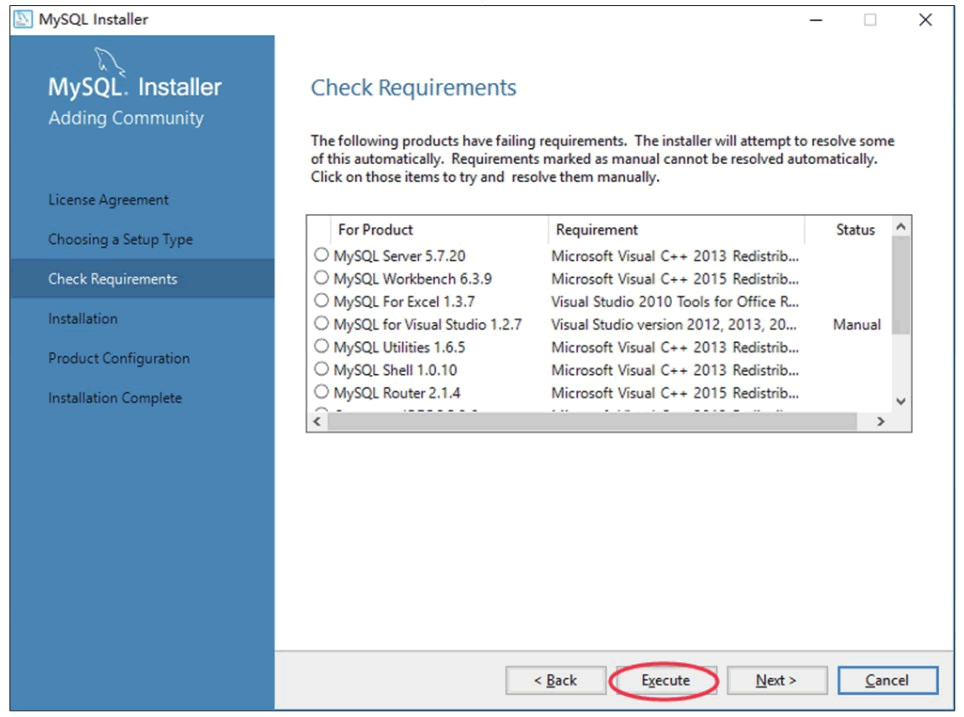 MySQL Installer
MySQL. Installer
Adding Community
License Agreement
Choosing a Setup Type
Check Requirements
Installation
Product Configuration
Installation Complete
Check Requirements
The following products have failing requirements. The installer will attempt to resolve some
of this automatically. Requirements marked as manual cannot be resolved automatically.
Click on those items to try and resolve them manually.
For Product Requirement Status
MySQL Server 5.7.20 Microsoft Visual C++ 2013 Redistrib...
MySQL Workbench 6.3.9 Microsoft Visual C++ 2015 Redistrib...
MySQL For Excel 1.3.7 Visual Studio 2010 Tools for Office R...
MySQL for Visual Studio 1.2.7 Visual Studio version 2012, 2013, 20... Manual
MySQL Utilities 1.6.5 Microsoft Visual C++ 2013 Redistrib...
MySQL Shell 1.0.10 Microsoft Visual C++ 2013 Redistrib...
MySQL Router 2.1.4 Microsoft Visual C++ 2015 Redistrib...
< Back Execute Next > Cancel